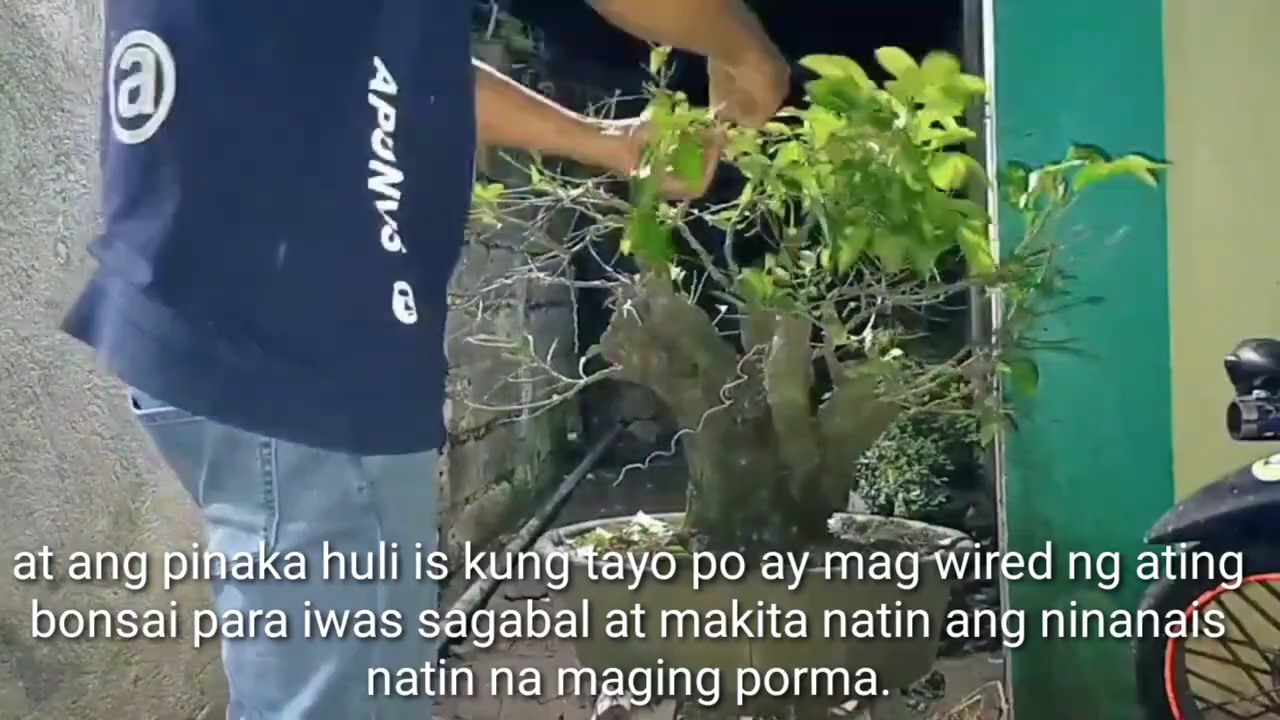 a
APUNVÓ
at ang pinaka huli is kung tayo po ay mag wired ng ating
bonsai para iwas sagabal at makita natin ang ninanais
natin na maging porma.